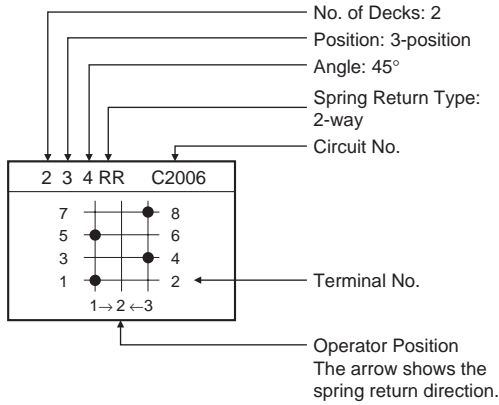 No. of Decks: 2
Position: 3-position
Angle: 45°
Spring Return Type:
2-way
Circuit No.
2 3 4 RR C2006
7 8
5 6
3 4
1 2
Terminal No.
1→2←3
Operator Position
The arrow shows the
spring return direction.